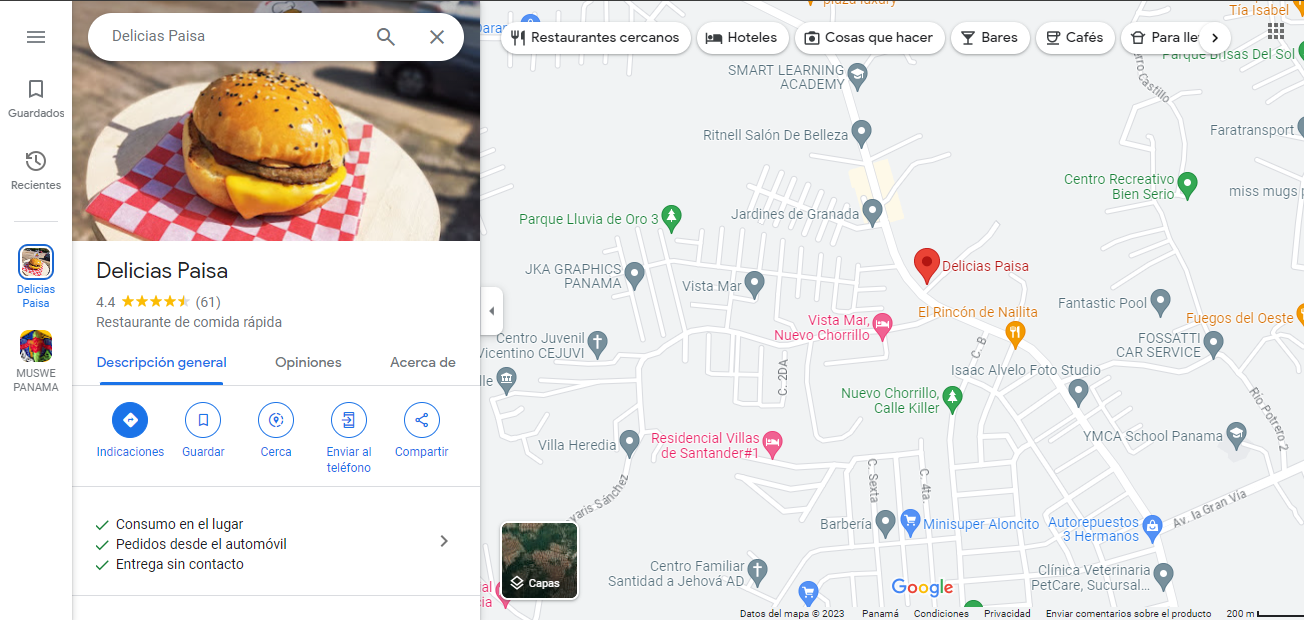 Delicias Paisa
Guardados
Recientes
Delicias
Paisa
MUSWE
PANAMA
Delicias Paisa
4.4 (61)
Restaurante de comida rápida
Descripción general
Opiniones
Acerca de
Indicaciones
Guardar
Cerca
Enviar al
teléfono
Compartir
Consumo en el lugar
Pedidos desde el automóvil
Entrega sin contacto
Restaurantes cercanos
Hoteles
Cosas que hacer
Bares
Cafés
Para lle
plaza luxury
Tía Isabel
Parque Brisas Del Sol
SMART LEARNING
ACADEMY
Castillo
Ritnell Salón De Belleza
Faratransport
Centro Recreativo
Bien Serio
miss mugs
Parque Lluvia de Oro 3
Jardines de Granada
JKA GRAPHICS
PANAMA
Vista Mar
Delicias Paisa
Fantastic Pool
El Rincón de Nailita
Fuegos del Oeste
Vista Mar,
Nuevo Chorrillo
Centro Juvenil
Vicentino CEJUVI
FOSSATTI
CAR SERVICE
C. B
C. 2DA
Isaac Alvelo Foto Studio
Nuevo Chorrillo,
Calle Killer
Río Potrero 2
Villa Heredia
Residencial Villas
de Santander#1
YMCA School Panama
C. Sexta
C. 4ta
Sánchez
Av. la Gran Vía
Barbería
Minisuper Aloncito
Autorepuestos
3 Hermanos
Centro Familiar
Santidad a Jehová AD
Clínica Veterinaria
PetCare, Sucursal...
Capas
Google
Datos del mapa © 2023
Panamá
Condiciones
Privacidad
Enviar comentarios sobre el producto
200 m